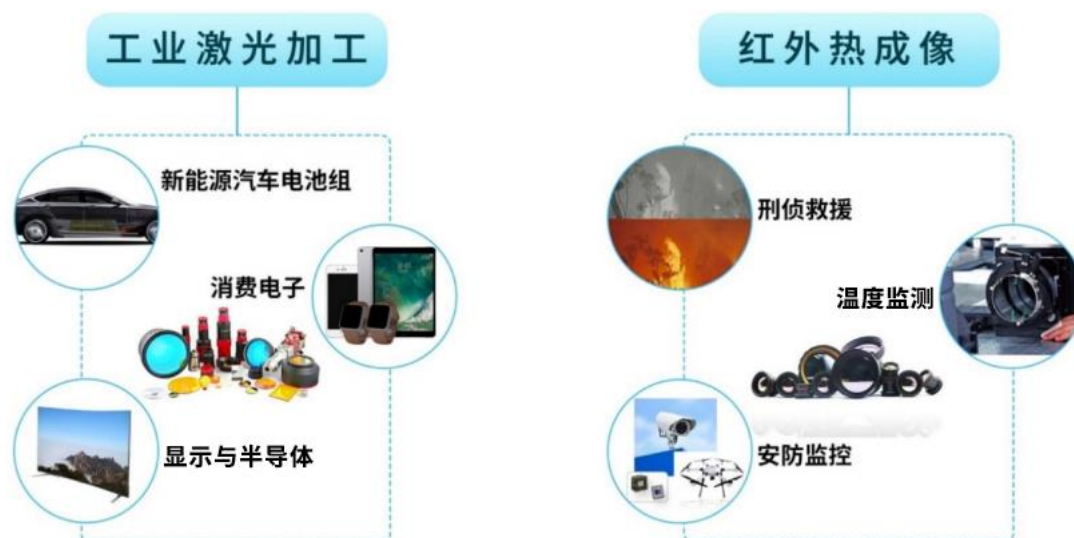 工业激光加工
新能源汽车电池组
消费电子
显示与半导体
红外热成像
刑侦救援
温度监测
安防监控